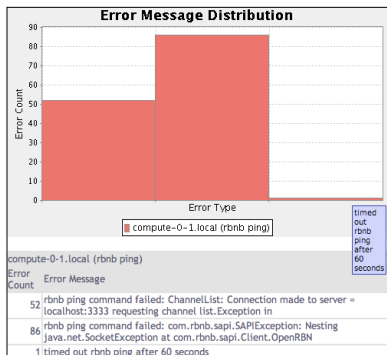 Error Message Distribution
90
80
70
60
50
40
30
20
10
0
Error Count
Error Type
compute-0-1.local (rbnb ping)
timed
out
rbnb
ping
after
60
seconds
compute-0-1.local (rbnb ping)
Error
Count
Error Message
52 rbnb ping command failed: ChannelList: Connection made to server =
localhost:3333 requesting channel list.Exception in
86 rbnb ping command failed: com.rbnb.sapi.SAPIException: Nesting
java.net.SocketException at com.rbnb.sapi.Client.OpenRBN
1 timed out rbnb ping after 60 seconds